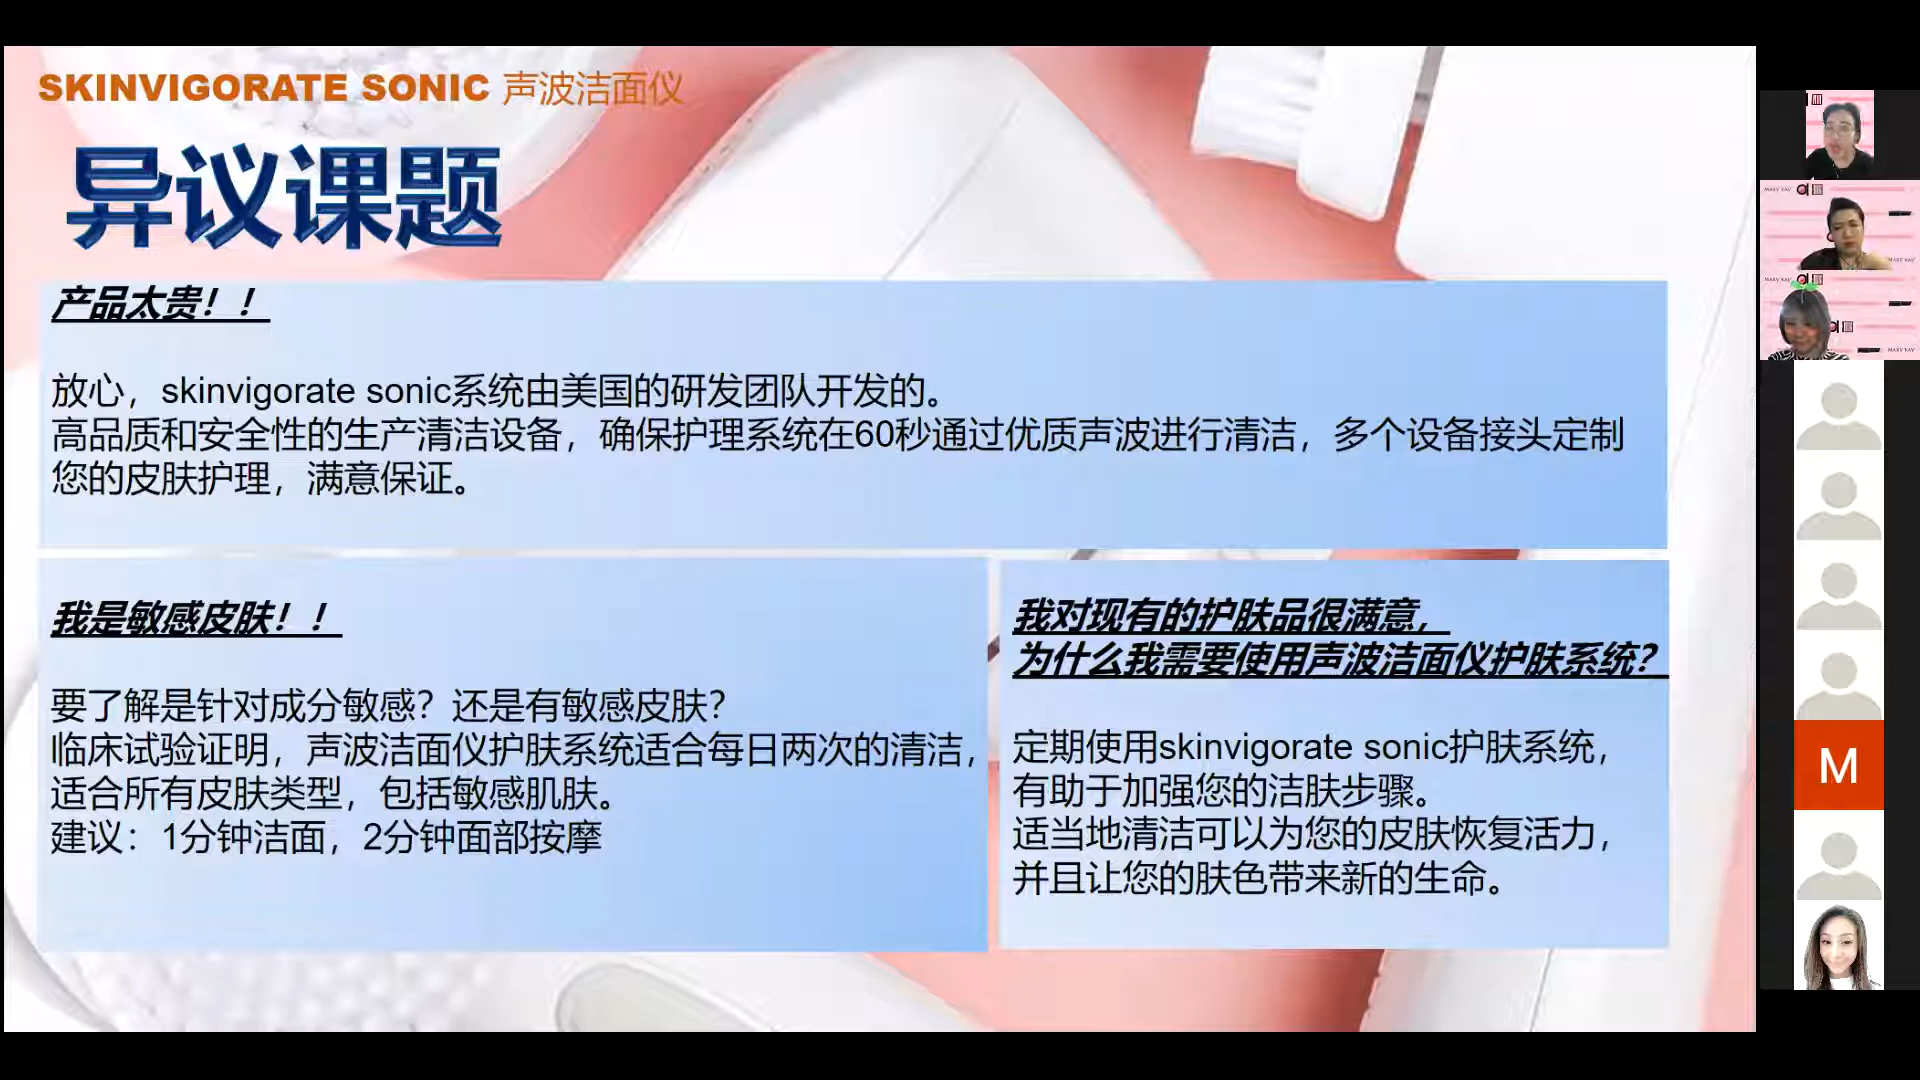 SKINVIGORATE SONIC 声波洁面仪
异议课题
产品太贵！！
放心，skinvigorate sonic系统由美国的研发团队开发的。
高品质和安全性的生产清洁设备，确保护理系统在60秒通过优质声波进行清洁，多个设备接头定制
您的皮肤护理，满意保证。
我是敏感皮肤！！
要了解是针对成分敏感？还是有敏感皮肤？
临床试验证明，声波洁面仪护肤系统适合每日两次的清洁，
适合所有皮肤类型，包括敏感肌肤。
建议：1分钟洁面，2分钟面部按摩
我对现有的护肤品很满意，
为什么我需要使用声波洁面仪护肤系统？
定期使用skinvigorate sonic护肤系统，
有助于加强您的洁肤步骤。
适当地清洁可以为您的皮肤恢复活力，
并且让您的肤色带来新的生命。
MARY KAY
MARY KAY
MARY KAY
MARY KAY
M